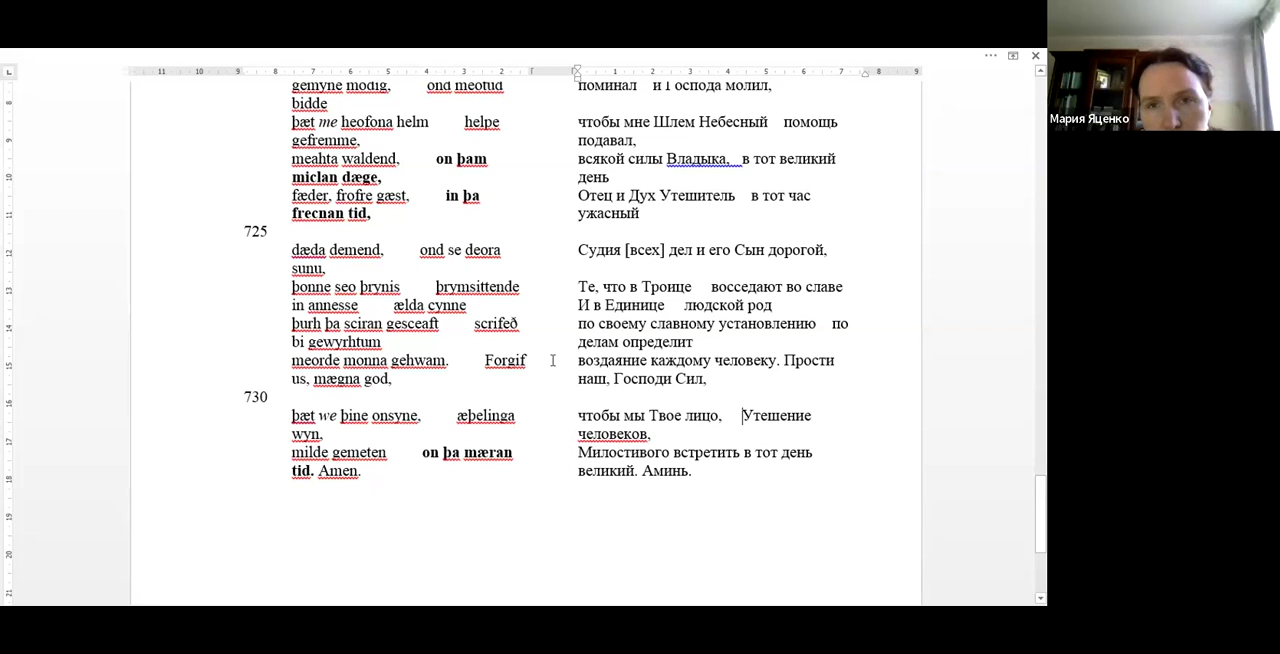 gemyne modig, ond meotud
bidde
þæt me heofona helm helpe
gefremme,
meahta waldend, on þam
miclan dæge,
fæder, frofre gæst, in þa
frecnan tid,
725
dæda demend, ond se deora
sunu,
þonne seo þrynis þrymsittende
in annesse ælda cynne
þurh þa sciran gesceaft scrifeð
bi gewyrhtum
meorde monna gehwam. Forgif
us, mægna god,
730
þæt we þine onsyne, æþelinga
wyn,
milde gemeten on þa mæran
tid. Amen.
поминал и Господа молил,
чтобы мне Шлем Небесный помощь
подавал,
всякой силы Владыка, в тот великий
день
Отец и Дух Утешитель в тот час
ужасный
Судия [всех] дел и его Сын дорогой,
Те, что в Троице восседают во славе
И в Единице людской род
по своему славному установлению по
делам определит
воздаяние каждому человеку. Прости
наш, Господи Сил,
чтобы мы Твое лицо, Утешение
человеков,
Милостивого встретить в тот день
великий. Аминь.
Мария Яценко